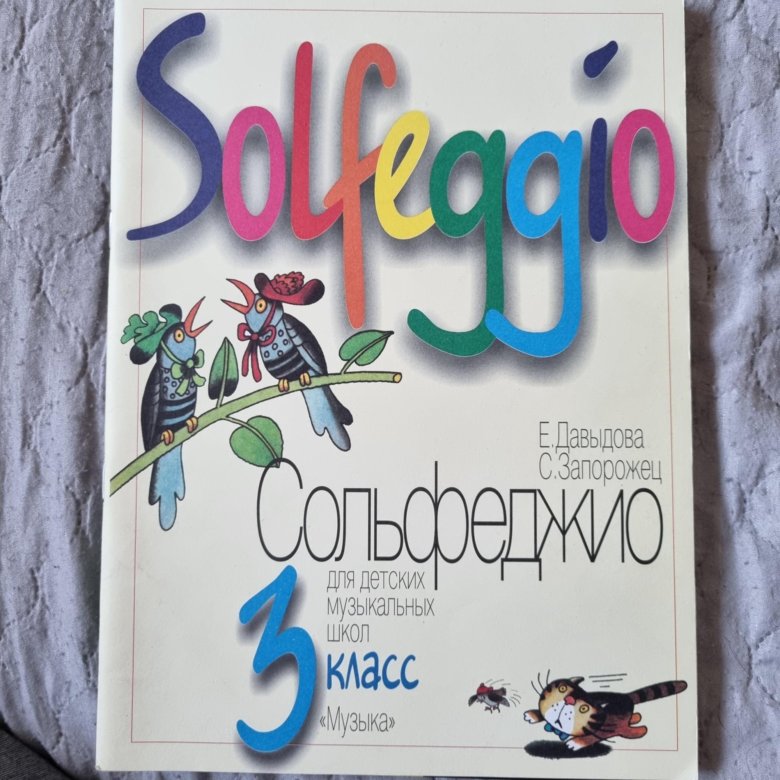 Solfeggio
Е.Давыдова
С.Запорожец
Сольфеджио
для детских
музыкальных
школ
3 класс
«Музыка»